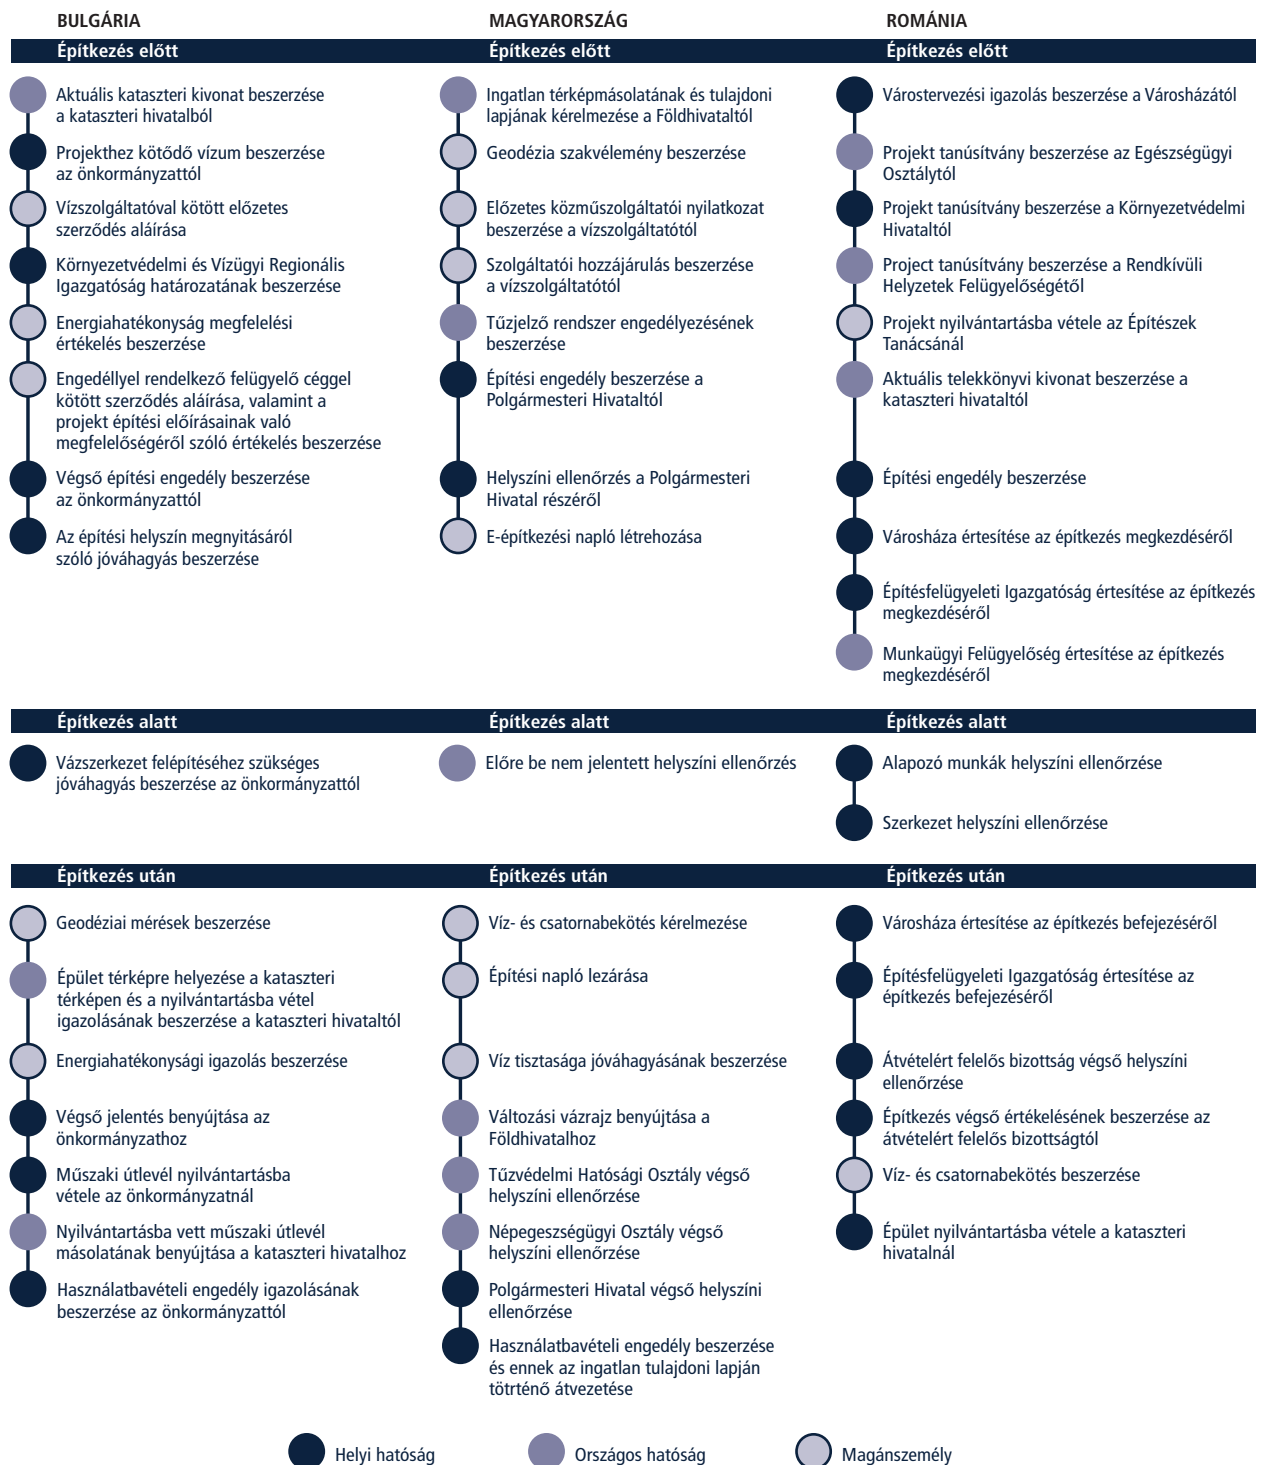 BULGÁRIA
MAGYARORSZÁG
ROMÁNIA
Építkezés előtt
Építkezés előtt
Építkezés előtt
Aktuális kataszteri kivonat beszerzése
a kataszteri hivatalból
Projekthez kötődő vízum beszerzése
az önkormányzattól
Vízszolgáltatóval kötött előzetes
szerződés aláírása
Környezetvédelmi és Vízügyi Regionális
Igazgatóság határozatának beszerzése
Energiahatékonyság megfelelési
értékelés beszerzése
Engedéllyel rendelkező felügyelő céggel
kötött szerződés aláírása, valamint a
projekt építési előírásainak való
megfelelőségéről szóló értékelés beszerzése
Végső építési engedély beszerzése
az önkormányzattól
Az építési helyszín megnyitásáról
szóló jóváhagyás beszerzése
Ingatlan térképmásolatának és tulajdoni
lapjának kérelmezése a Földhivataltól
Geodézia szakvélemény beszerzése
Előzetes közműszolgáltatói nyilatkozat
beszerzése a vízszolgáltatótól
Szolgáltatói hozzájárulás beszerzése
a vízszolgáltatótól
Tűzjelző rendszer engedélyezésének
beszerzése
Építési engedély beszerzése a
Polgármesteri Hivataltól
Helyszíni ellenőrzés a Polgármesteri
Hivatal részéről
E-építkezési napló létrehozása
Várostervezési igazolás beszerzése a Városházától
Projekt tanúsítvány beszerzése az Egészségügyi
Osztálytól
Projekt tanúsítvány beszerzése a Környezetvédelmi
Hivataltól
Project tanúsítvány beszerzése a Rendkívüli
Helyzetek Felügyelőségétől
Projekt nyilvántartásba vétele az Építészek
Tanácsánál
Aktuális telekkönyvi kivonat beszerzése a
kataszteri hivataltól
Építési engedély beszerzése
Városháza értesítése az építkezés megkezdéséről
Építésfelügyeleti Igazgatóság értesítése az építkezés
megkezdéséről
Munkaügyi Felügyelőség értesítése az építkezés
megkezdéséről
Építkezés alatt
Építkezés alatt
Építkezés alatt
Vázszerkezet felépítéséhez szükséges
jóváhagyás beszerzése az önkormányzattól
Előre be nem jelentett helyszíni ellenőrzés
Alapozó munkák helyszíni ellenőrzése
Szerkezet helyszíni ellenőrzése
Építkezés után
Építkezés után
Építkezés után
Geodéziai mérések beszerzése
Épület térképre helyezése a kataszteri
térképen és a nyilvántartásba vétel
igazolásának beszerzése a kataszteri hivataltól
Energiahatékonysági igazolás beszerzése
Végső jelentés benyújtása az
önkormányzathoz
Műszaki útlevél nyilvántartásba
vétele az önkormányzatnál
Nyilvántartásba vett műszaki útlevél
másolatának benyújtása a kataszteri hivatalhoz
Használatbavételi engedély igazolásának
beszerzése az önkormányzattól
Víz- és csatornabekötés kérelmezése
Építési napló lezárása
Víz tisztasága jóváhagyásának beszerzése
Változási vázrajz benyújtása a
Földhivatalhoz
Tűzvédelmi Hatósági Osztály végső
helyszíni ellenőrzése
Népegeszségügyi Osztály végső
helyszíni ellenőrzése
Polgármesteri Hivatal végső helyszíni
ellenőrzése
Használatbavételi engedély beszerzése
és ennek az ingatlan tulajdoni lapján
tötrténő átvezetése
Városháza értesítése az építkezés befejezéséről
Építésfelügyeleti Igazgatóság értesítése az
építkezés befejezéséről
Átvételért felelős bizottság végső helyszíni
ellenőrzése
Építkezés végső értékelésének beszerzése az
átvételért felelős bizottságtól
Víz- és csatornabekötés beszerzése
Épület nyilvántartásba vétele a kataszteri
hivatalnál
Helyi hatóság
Országos hatóság
Magánszemély